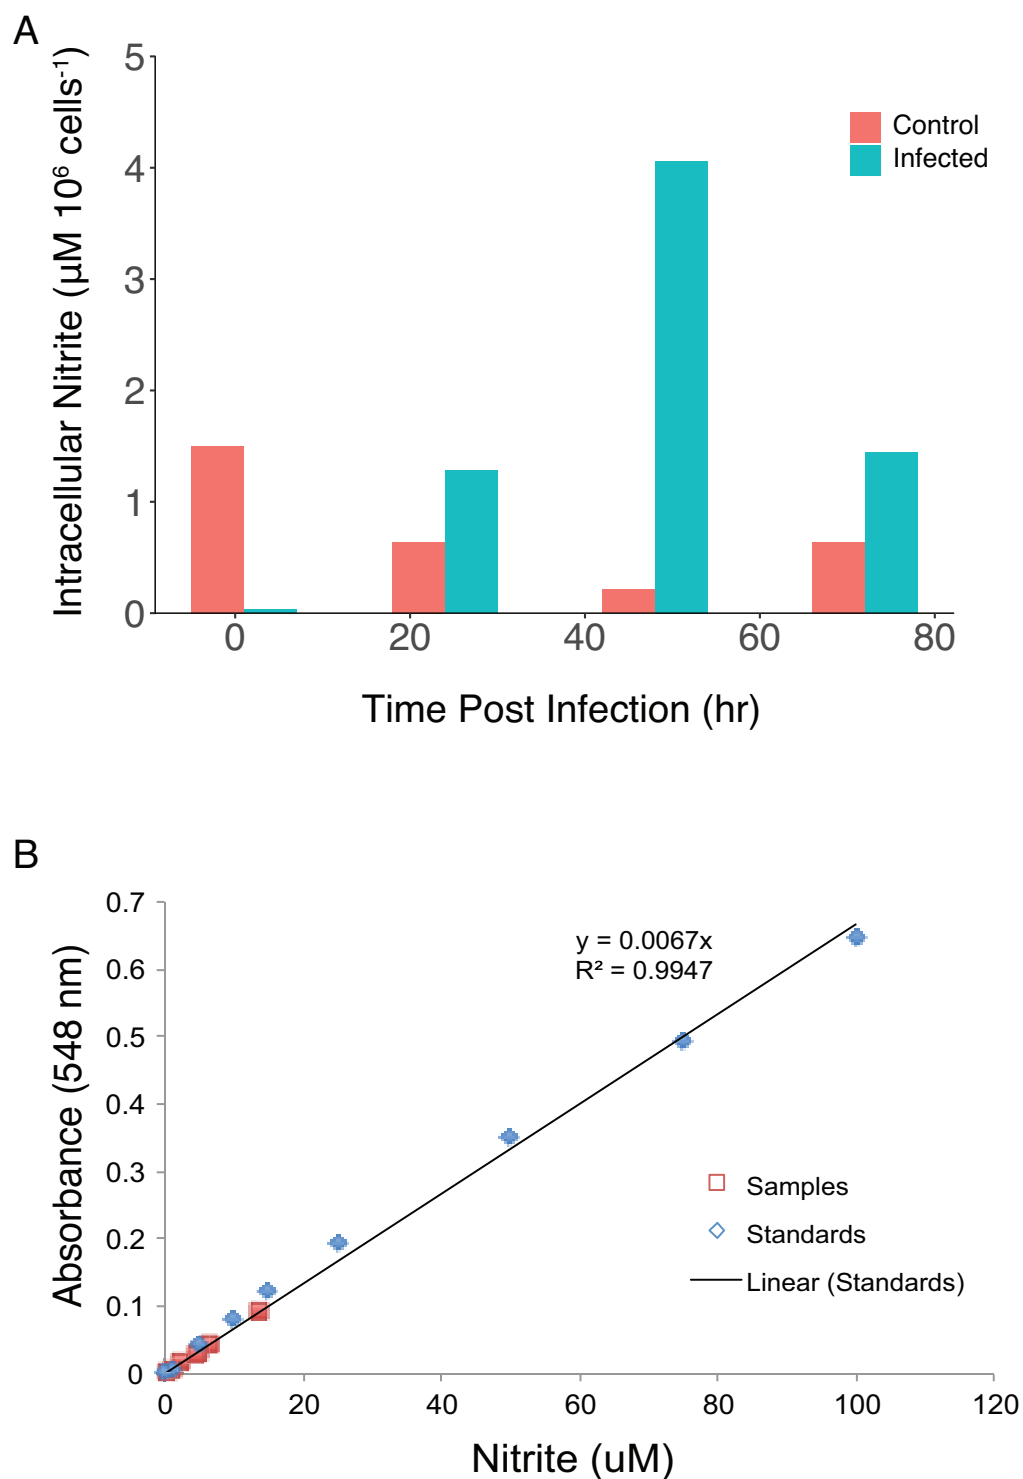 A
Intracellular Nitrite (µM 10⁶ cells⁻¹)
5
4
3
2
1
0
Control
Infected
0 20 40 60 80
Time Post Infection (hr)
B
Absorbance (548 nm)
0.7
0.6
0.5
0.4
0.3
0.2
0.1
0
y = 0.0067x
R² = 0.9947
Samples
Standards
Linear (Standards)
0 20 40 60 80 100 120
Nitrite (uM)